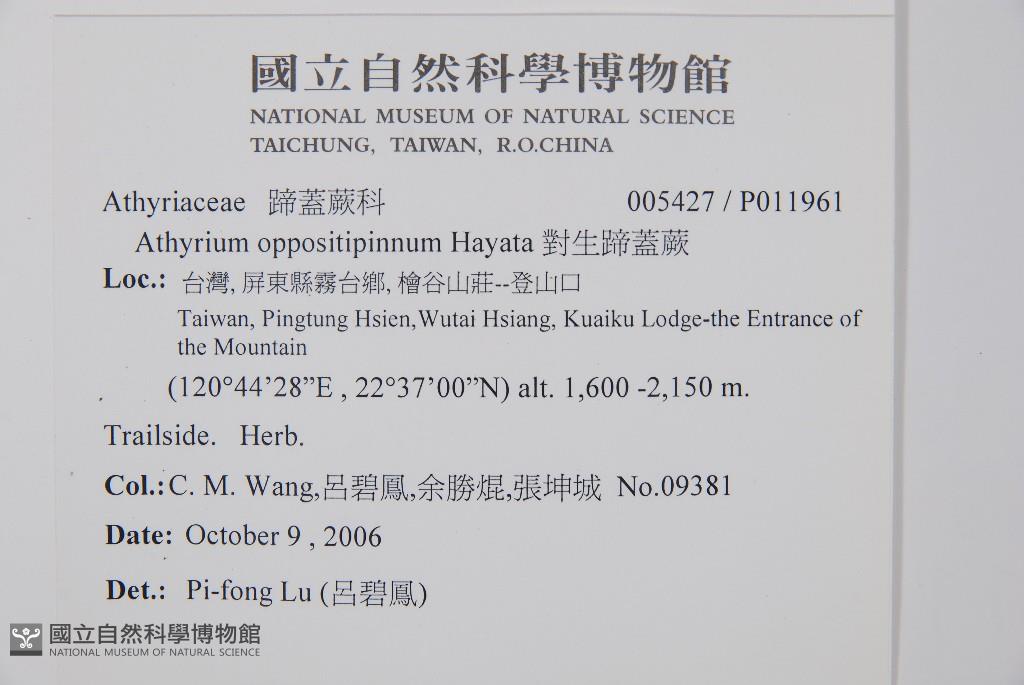 國立自然科學博物館
NATIONAL MUSEUM OF NATURAL SCIENCE
TAICHUNG, TAIWAN, R.O.CHINA
Athyriaceae 蹄蓋蕨科 005427 / P011961
Athyrium oppositipinnum Hayata 對生蹄蓋蕨
Loc.: 台灣, 屏東縣霧台鄉, 檜谷山莊--登山口
Taiwan, Pingtung Hsien,Wutai Hsiang, Kuaiku Lodge-the Entrance of
the Mountain
(120°44’28”E , 22°37’00”N) alt. 1,600 -2,150 m.
Trailside. Herb.
Col.: C. M. Wang,呂碧鳳,余勝焜,張坤城 No.09381
Date: October 9 , 2006
Det.: Pi-fong Lu (呂碧鳳)
國立自然科學博物館
NATIONAL MUSEUM OF NATURAL SCIENCE